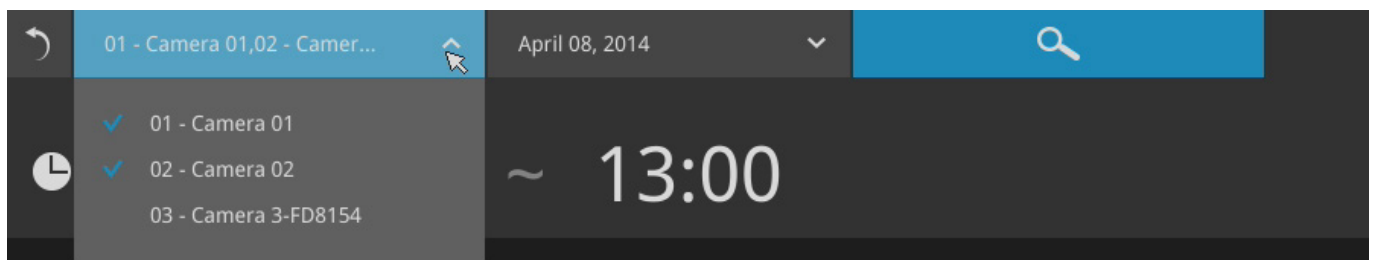 01 - Camera 01,02 - Camer...
April 08, 2014
01 - Camera 01
02 - Camera 02
~ 13:00
03 - Camera 3-FD8154